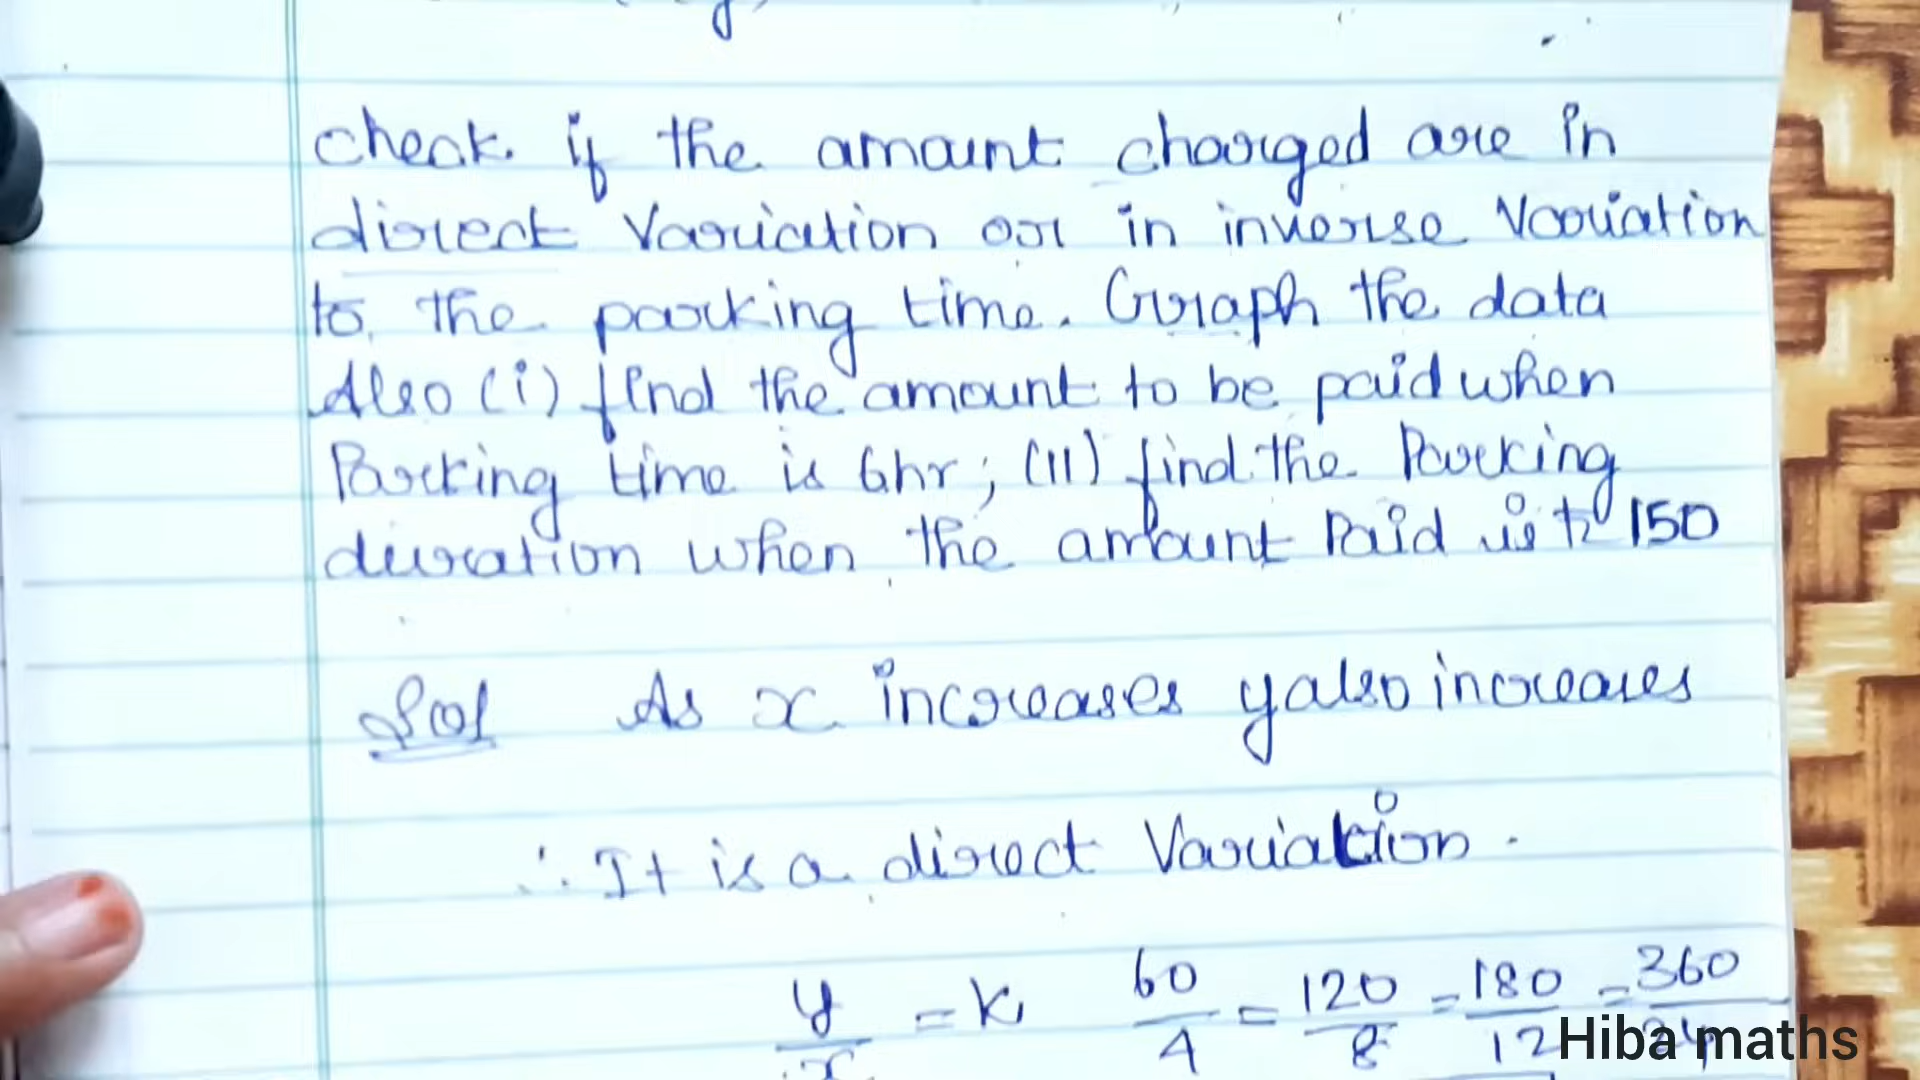 check if the amount charged are in
direct Variation or in inverse Variation
to the parking time. Graph the data
Also (i) find the amount to be paid when
Parking time is 6hr; (II) find the Parking
duration when the amount Paid is ₹ 150
Sol As x increases y also increases
∴ It is a direct Variation.
y/x = K 60/4 = 120/8 = 180/12 = 360/24
Hiba maths